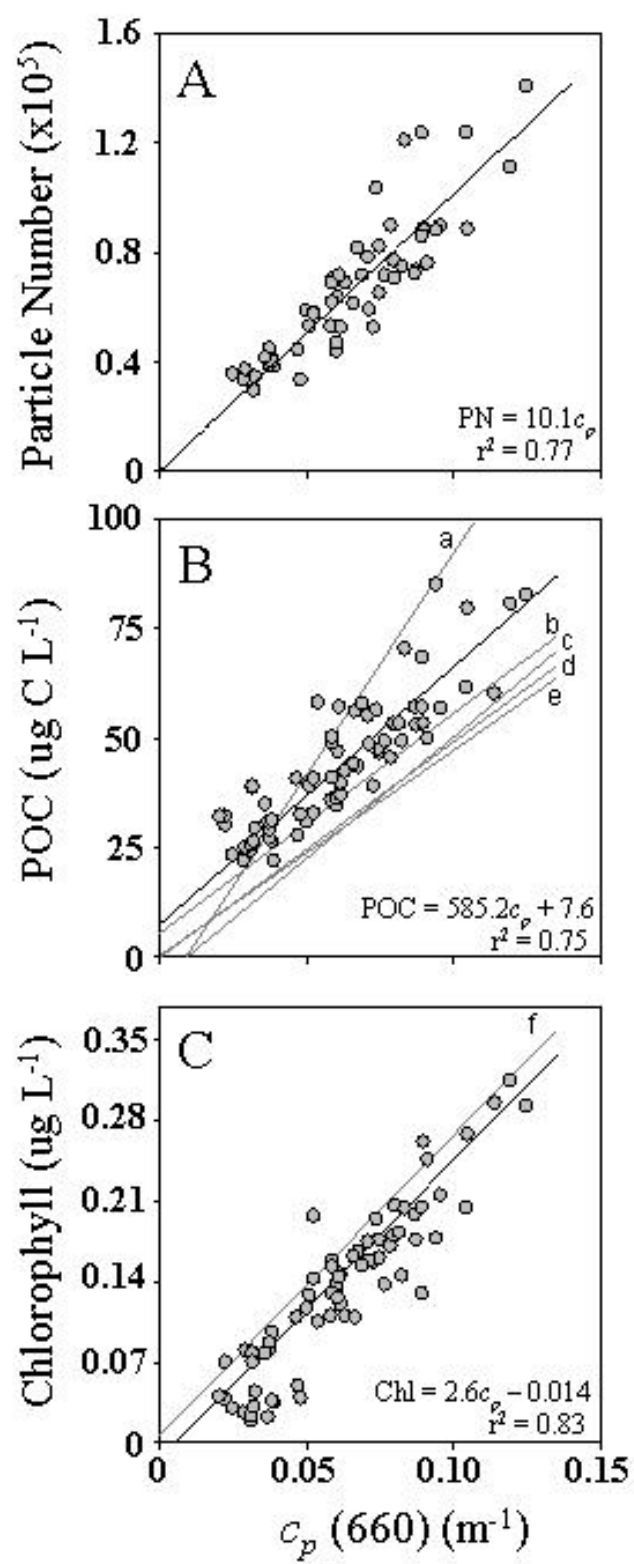 A
Particle Number (x10⁵)
1.6
1.2
0.8
0.4
0
PN = 10.1cₚ
r² = 0.77
B
POC (ug C L⁻¹)
100
75
50
25
0
a
b
c
d
e
POC = 585.2cₚ + 7.6
r² = 0.75
C
Chlorophyll (ug L⁻¹)
0.35
0.28
0.21
0.14
0.07
0
f
Chl = 2.6cₚ – 0.014
r² = 0.83
0 0.05 0.10 0.15
cₚ (660) (m⁻¹)